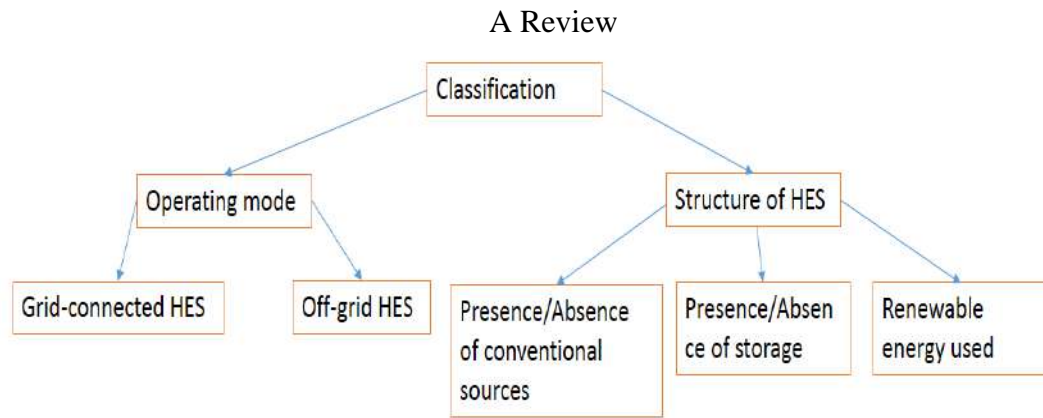 A Review
Classification
Operating mode
Structure of HES
Grid-connected HES
Off-grid HES
Presence/Absence
of conventional
sources
Presence/Absen
ce of storage
Renewable
energy used